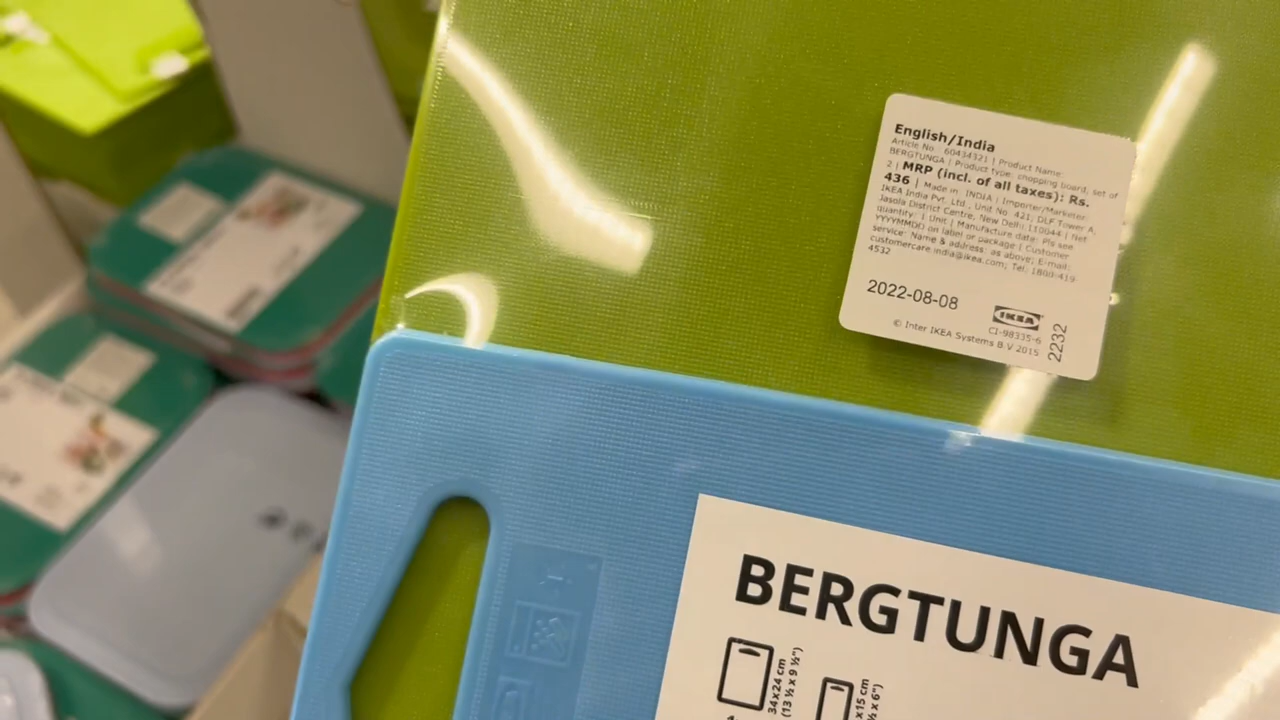 English/India
Article No 60434321 | Product Name:
BERGTUNGA | Product type: chopping board, set of
2 | MRP (incl. of all taxes): Rs.
436 | Made in INDIA | Importer/Marketer:
IKEA India Pvt. Ltd., Unit No. 421, DLF Tower A,
Jasola District Centre, New Delhi 110044 | Net
quantity: 1 Unit | Manufacture date: Pls see
YYYYMMDD on label or package | Customer
service: Name & address: as above; E-mail:
customercare.india@ikea.com; Tel: 1800-419
4532
2022-08-08
IKEA
CI-98335-6
© Inter IKEA Systems B.V 2015
2232
BERGTUNGA
34x24 cm
(13 ½ x 9 ½")
x15 cm
½ x 6")